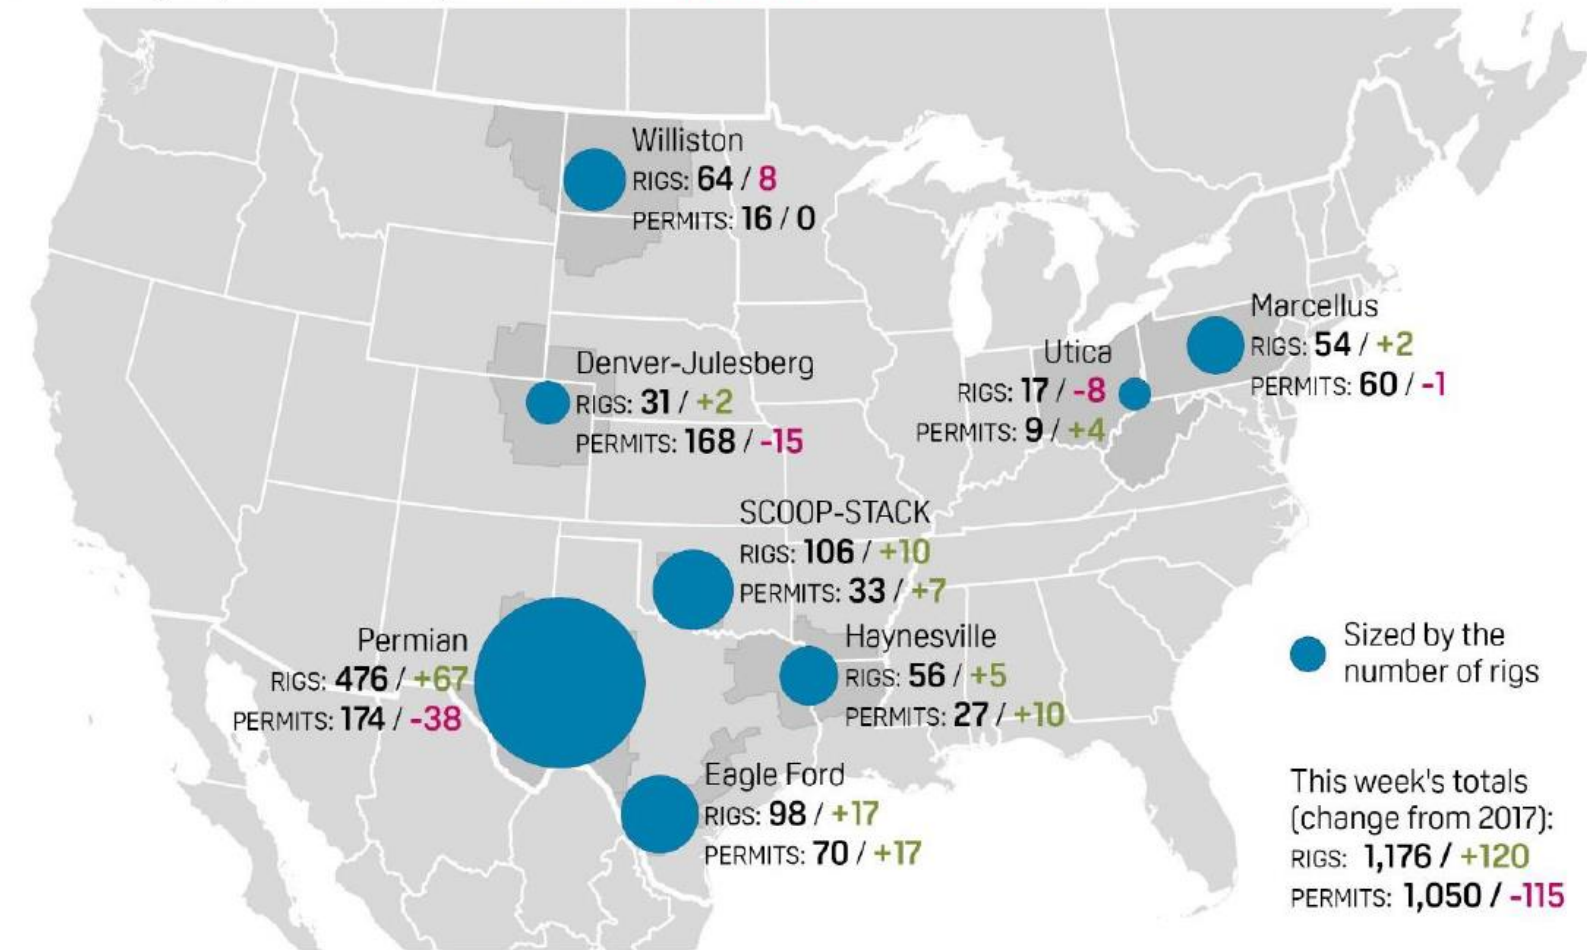 Williston
RIGS: 64 / 8
PERMITS: 16 / 0
Marcellus
RIGS: 54 / +2
PERMITS: 60 / -1
Utica
RIGS: 17 / -8
PERMITS: 9 / +4
Denver-Julesberg
RIGS: 31 / +2
PERMITS: 168 / -15
SCOOP-STACK
RIGS: 106 / +10
PERMITS: 33 / +7
Permian
RIGS: 476 / +67
PERMITS: 174 / -38
Haynesville
RIGS: 56 / +5
PERMITS: 27 / +10
Eagle Ford
RIGS: 98 / +17
PERMITS: 70 / +17
Sized by the
number of rigs
This week's totals
(change from 2017):
RIGS: 1,176 / +120
PERMITS: 1,050 / -115